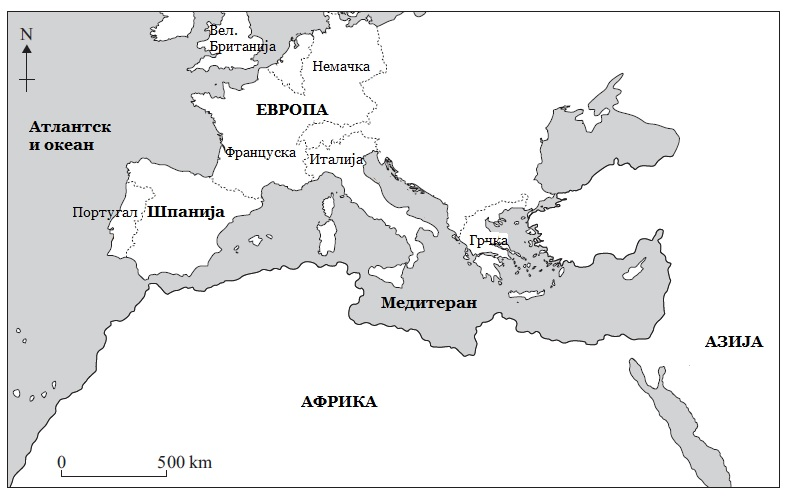 N
Вел.
Британија
Немачка
ЕВРОПА
Атлантск
и океан
Француска
Италија
Португал
Шпанија
Грчка
Медитеран
АЗИЈА
АФРИКА
0 500 km